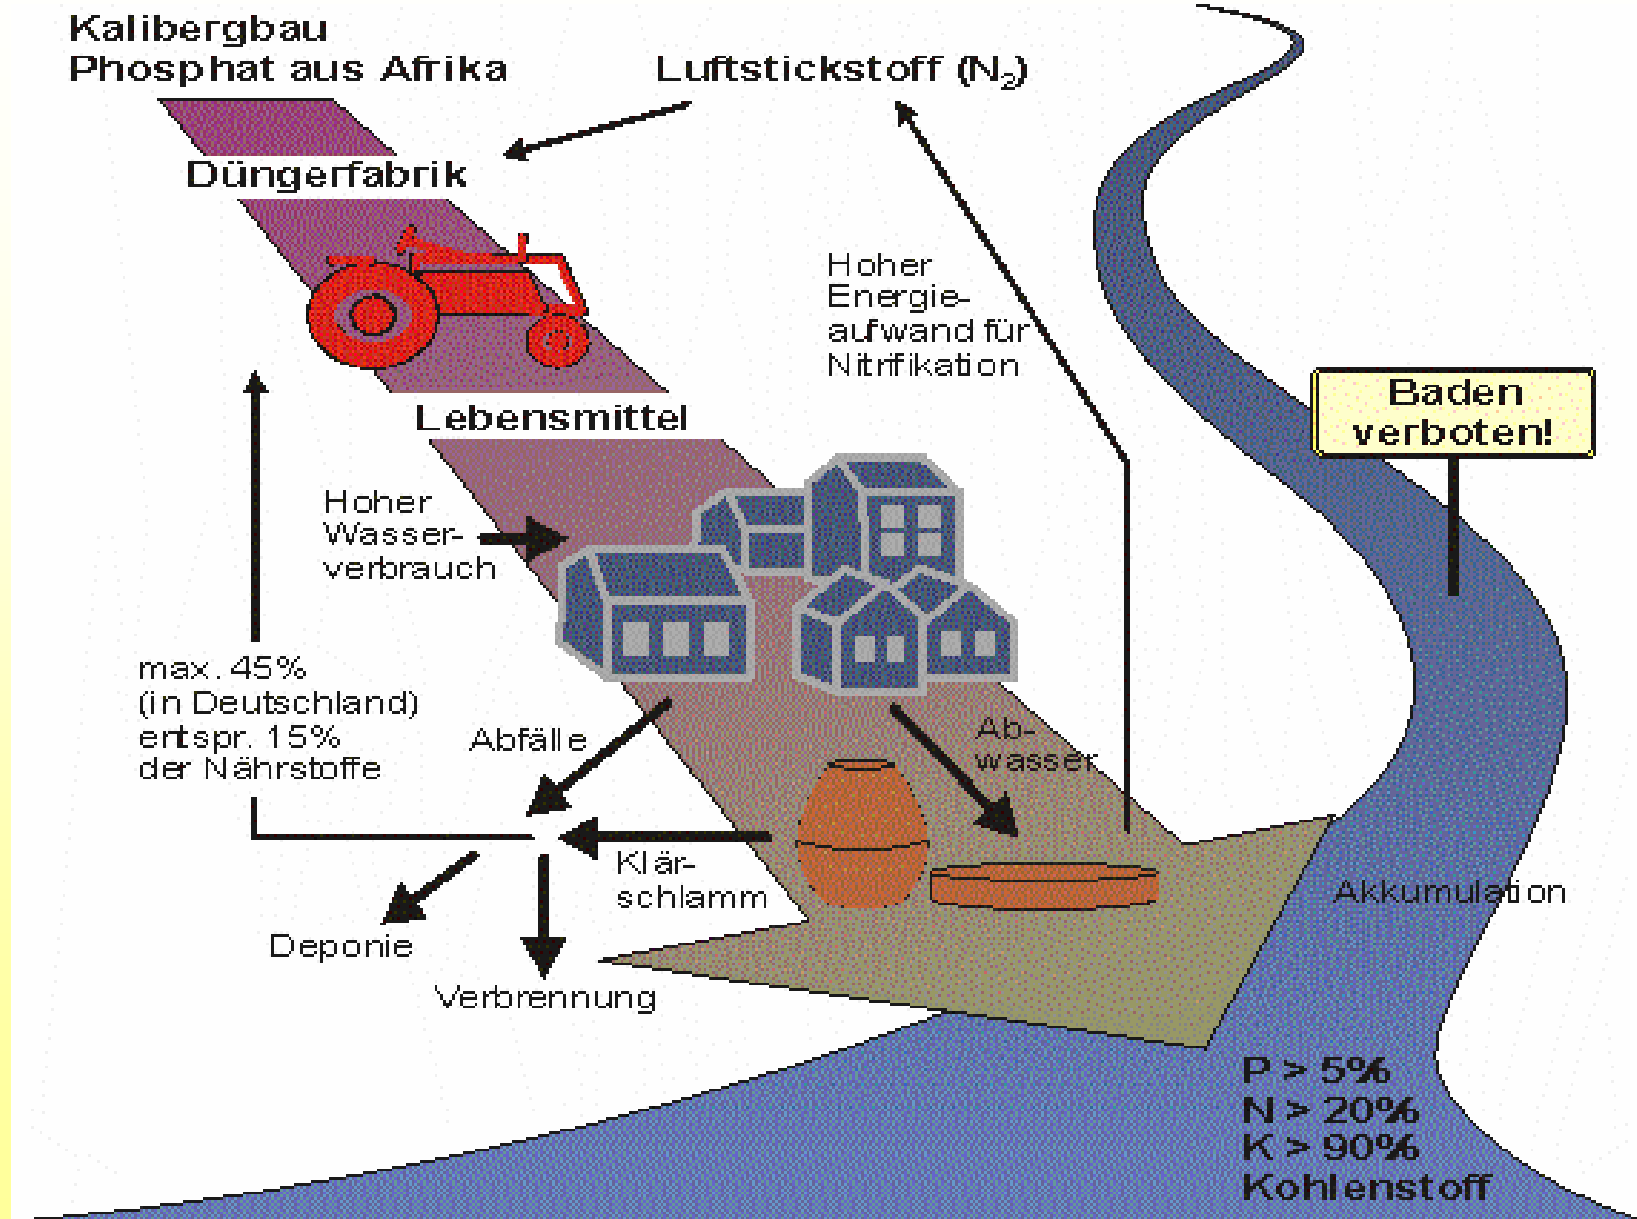 Kalibergbau
Phosphat aus Afrika
Luftstickstoff (N₂)
Düngerfabrik
Hoher
Energie-
aufwand für
Nitrifikation
Baden
verboten!
Lebensmittel
Hoher
Wasser-
verbrauch
max. 45%
(in Deutschland)
entspr. 15%
der Nährstoffe
Abfälle
Ab-
wasser
Klär-
schlamm
Akkumulation
Deponie
Verbrennung
P > 5%
N > 20%
K > 90%
Kohlenstoff